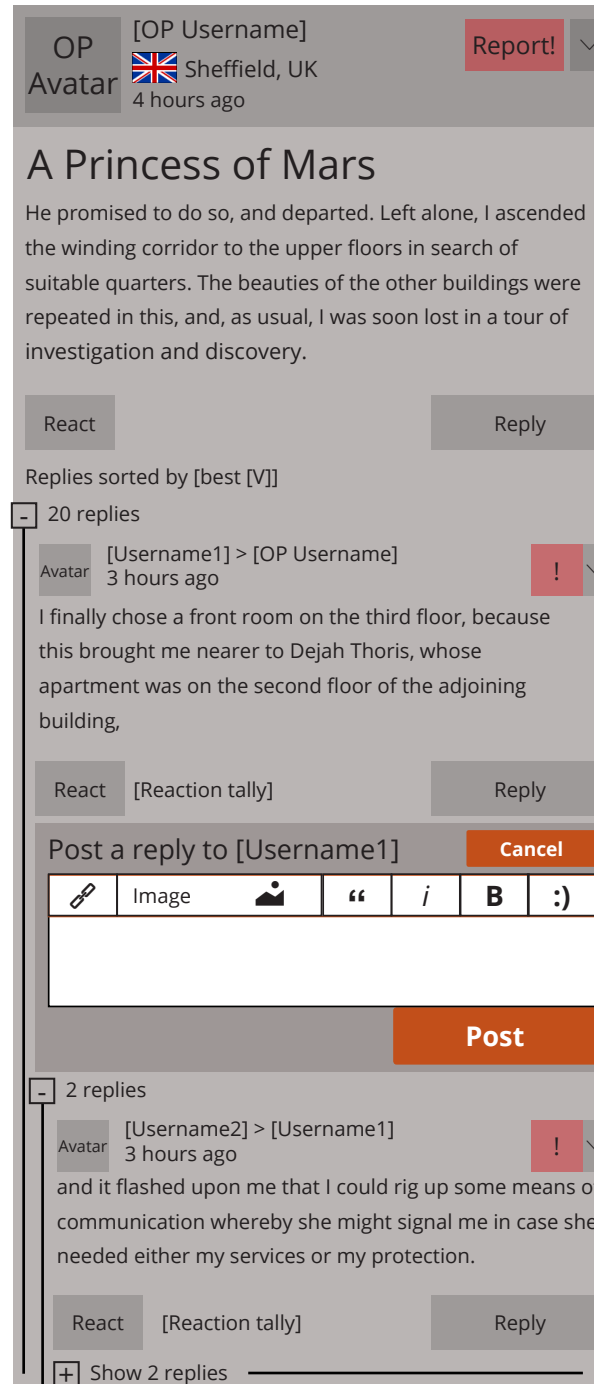 OP
Avatar
[OP Username]
Sheffield, UK
4 hours ago
Report!
A Princess of Mars
He promised to do so, and departed. Left alone, I ascended
the winding corridor to the upper floors in search of
suitable quarters. The beauties of the other buildings were
repeated in this, and, as usual, I was soon lost in a tour of
investigation and discovery.
React
Reply
Replies sorted by [best [V]]
- 20 replies
Avatar
[Username1] > [OP Username]
3 hours ago
!
I finally chose a front room on the third floor, because
this brought me nearer to Dejah Thoris, whose
apartment was on the second floor of the adjoining
building,
React
[Reaction tally]
Reply
Post a reply to [Username1]
Cancel
Image
“
i
B
:)
Post
- 2 replies
Avatar
[Username2] > [Username1]
3 hours ago
!
and it flashed upon me that I could rig up some means o
communication whereby she might signal me in case she
needed either my services or my protection.
React
[Reaction tally]
Reply
+ Show 2 replies